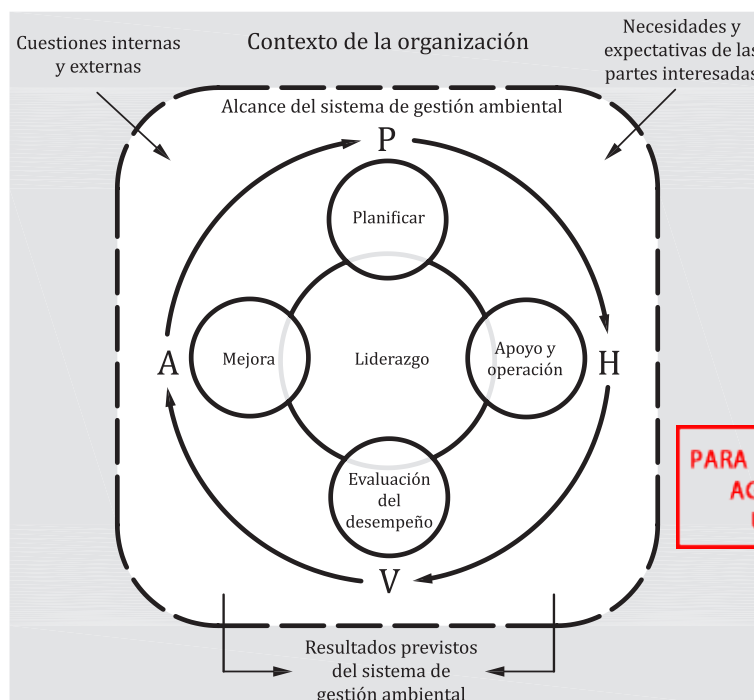 Cuestiones internas
y externas
Contexto de la organización
Necesidades y
expectativas de las
partes interesadas
Alcance del sistema de gestión ambiental
P
Planificar
A
Mejora
Liderazgo
Apoyo y
operación
H
Evaluación
del
desempeño
V
PARA
Resultados previstos
del sistema de
gestión ambiental